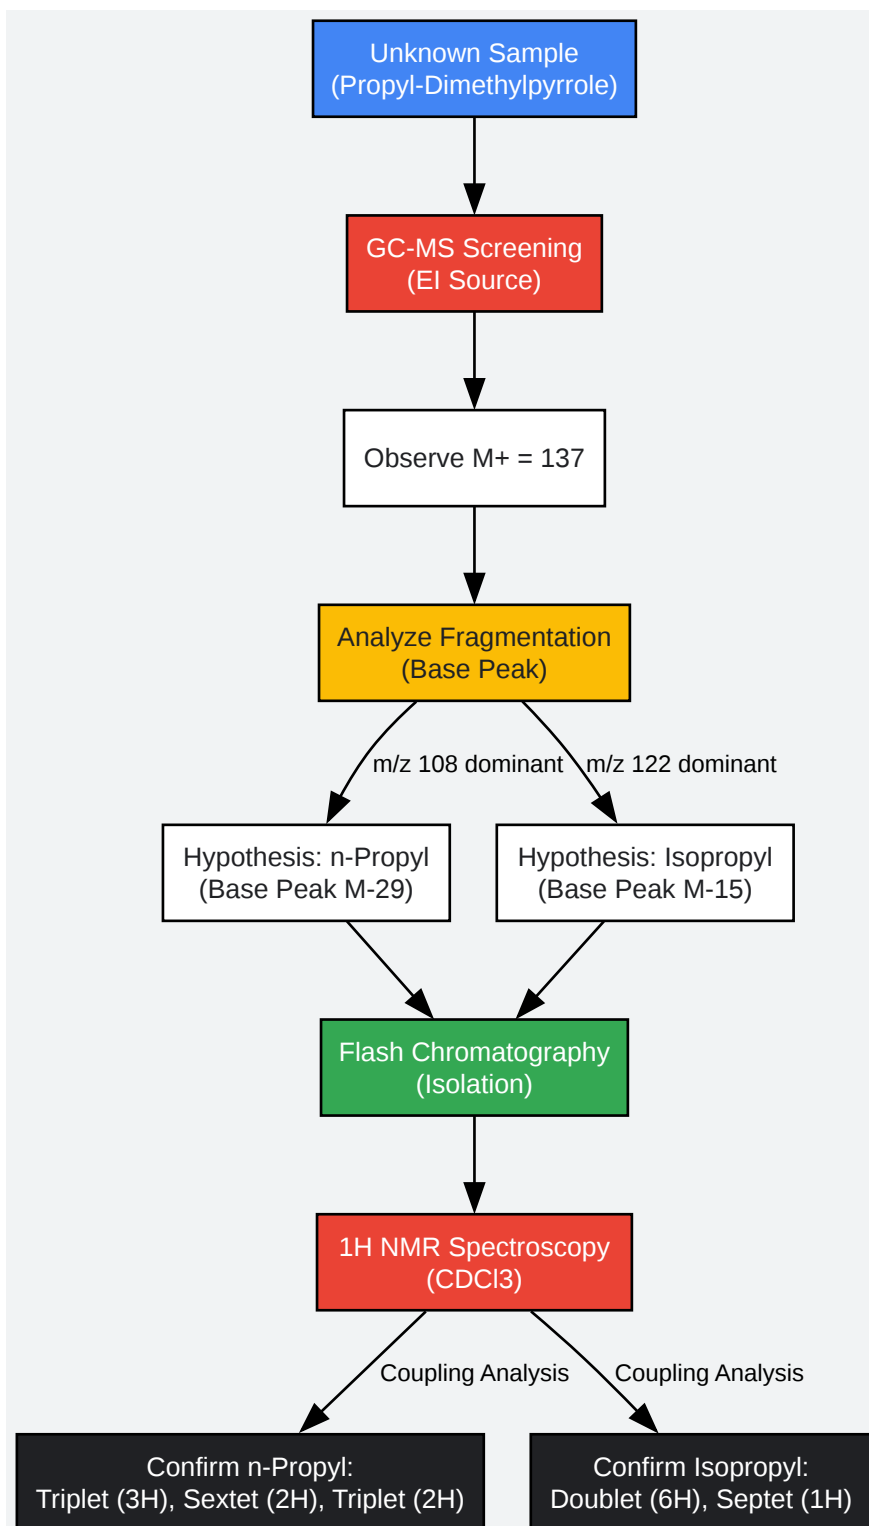 Unknown Sample
(Propyl-Dimethylpyrrole)
GC-MS Screening
(EI Source)
Observe M+ = 137
Analyze Fragmentation
(Base Peak)
m/z 108 dominant
m/z 122 dominant
Hypothesis: n-Propyl
(Base Peak M-29)
Hypothesis: Isopropyl
(Base Peak M-15)
Flash Chromatography
(Isolation)
1H NMR Spectroscopy
(CDCl3)
Coupling Analysis
Coupling Analysis
Confirm n-Propyl:
Triplet (3H), Sextet (2H), Triplet (2H)
Confirm Isopropyl:
Doublet (6H), Septet (1H)